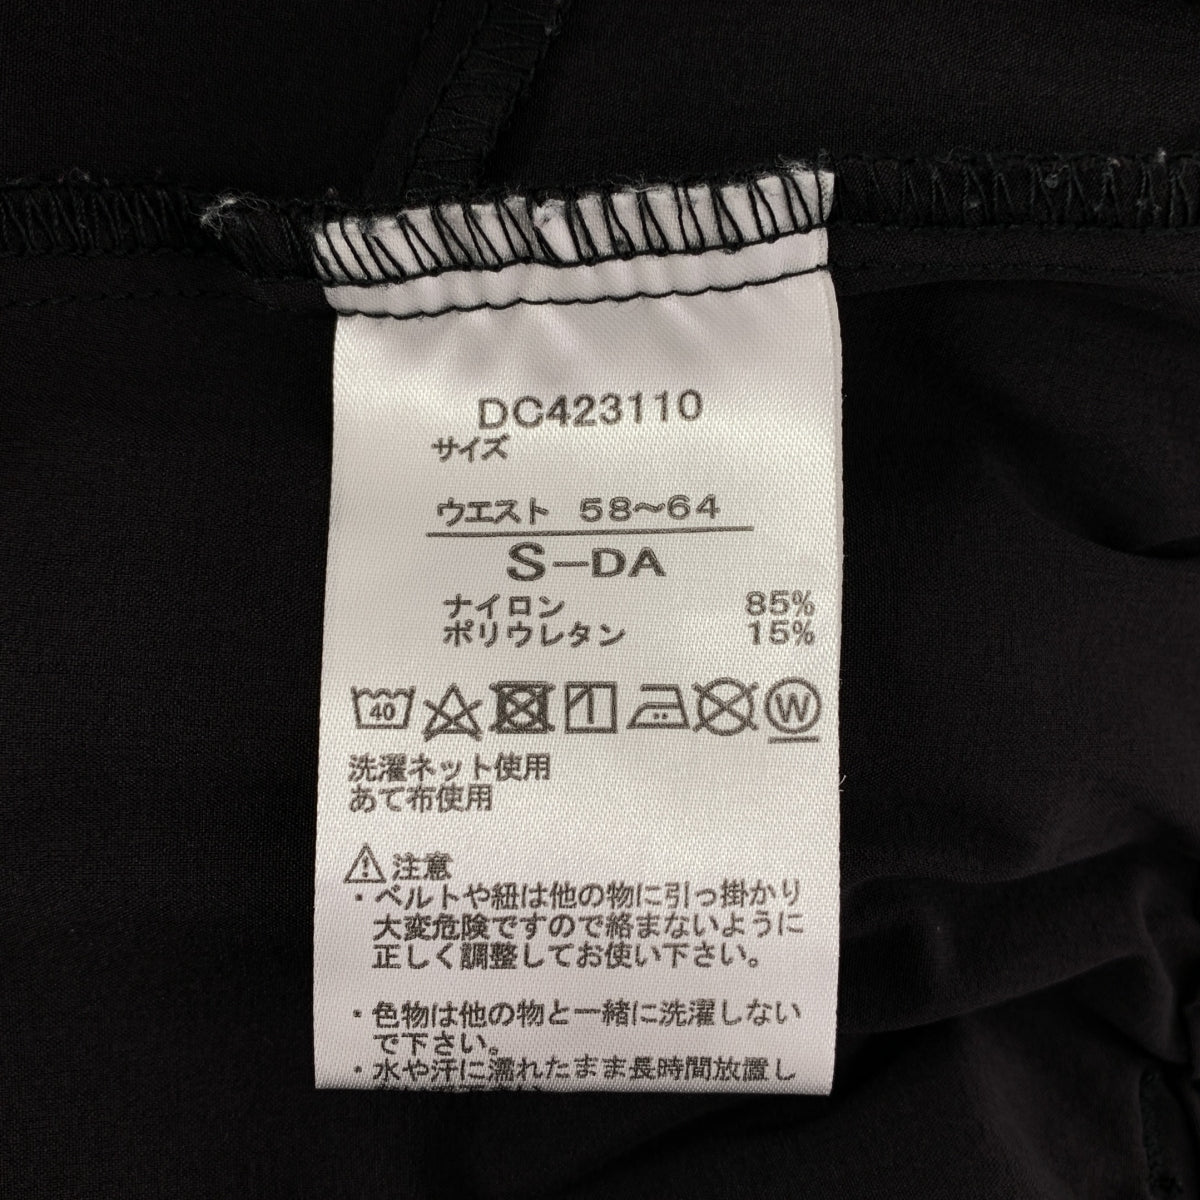 DC423110
サイズ
ウエスト 58～64
S－DA
ナイロン 85%
ポリウレタン 15%
40
W
洗濯ネット使用
あて布使用
注意
・ベルトや紐は他の物に引っ掛かり
大変危険ですので絡まないように
正しく調整してお使い下さい。
・色物は他の物と一緒に洗濯しない
で下さい。
・水や汗に濡れたまま長時間放置し